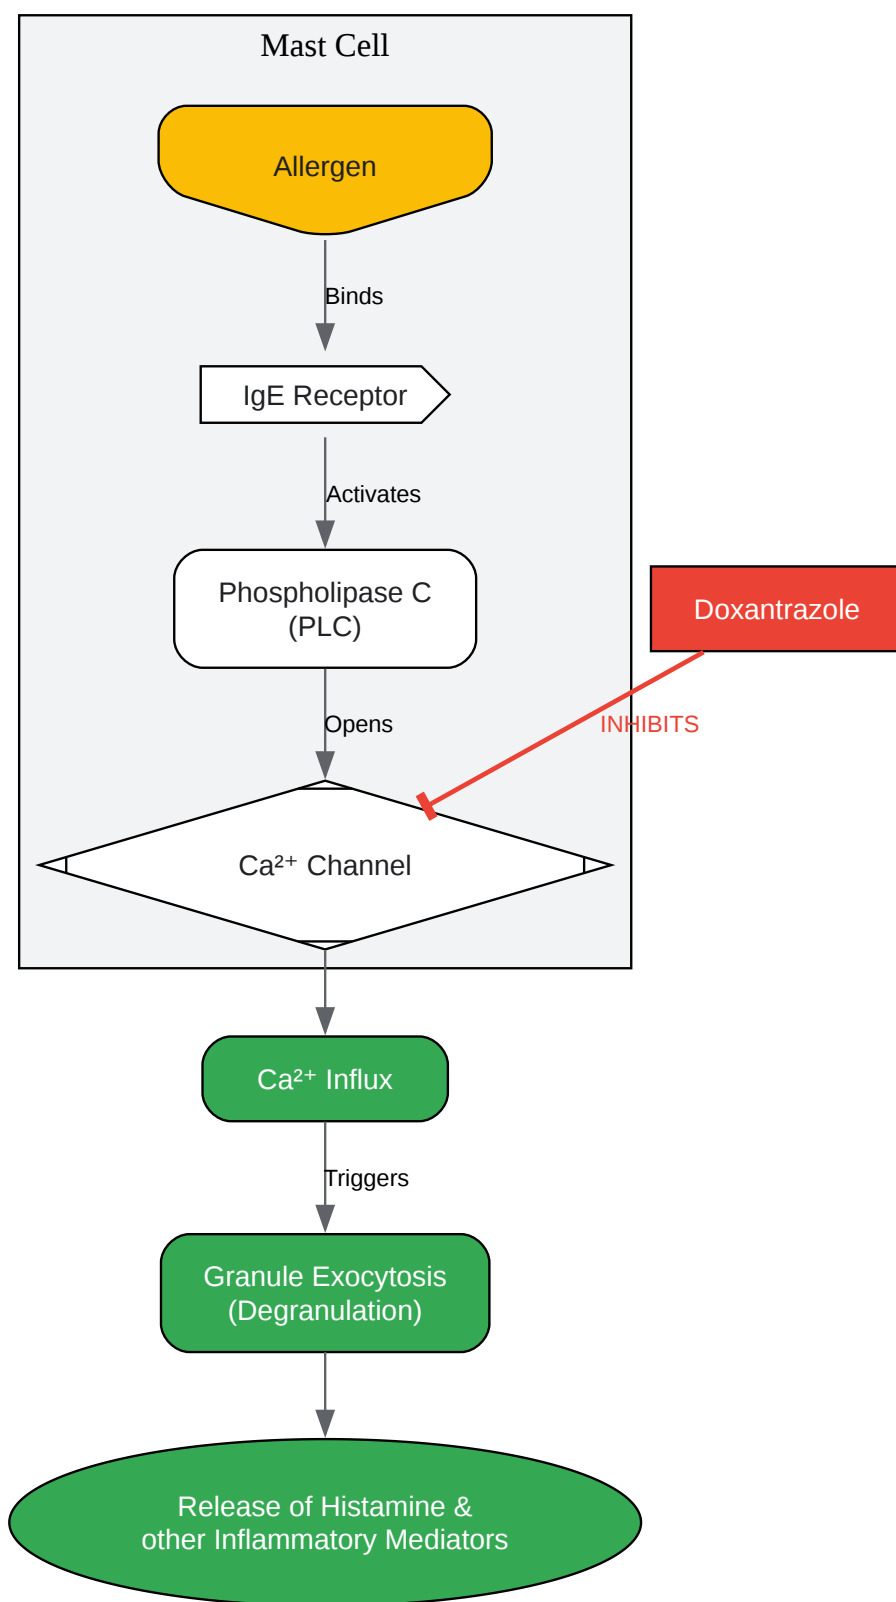 Mast Cell
Allergen
Binds
IgE Receptor
Activates
Phospholipase C
(PLC)
Doxantrazole
Opens
INHIBITS
Ca²⁺ Channel
Ca²⁺ Influx
Triggers
Granule Exocytosis
(Degranulation)
Release of Histamine &
other Inflammatory Mediators